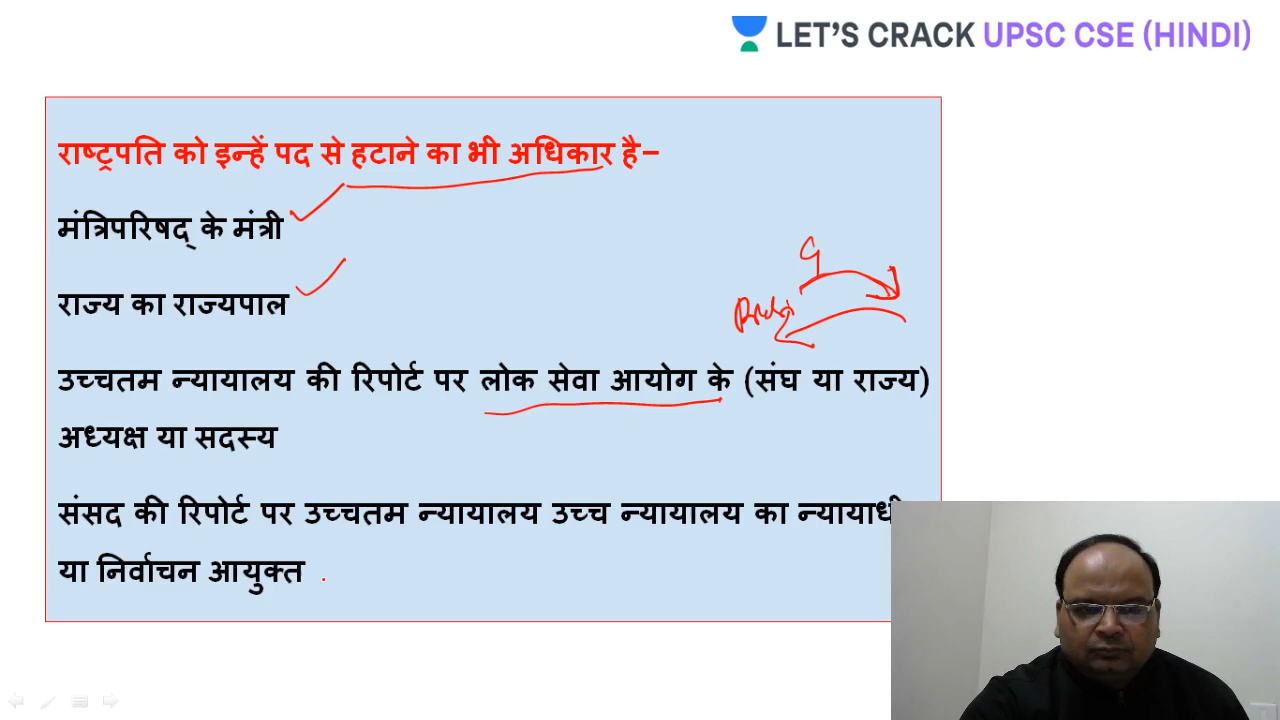 LET'S CRACK UPSC CSE (HINDI)
राष्ट्रपति को इन्हें पद से हटाने का भी अधिकार है–
मंत्रिपरिषद् के मंत्री
राज्य का राज्यपाल
उच्चतम न्यायालय की रिपोर्ट पर लोक सेवा आयोग के (संघ या राज्य)
अध्यक्ष या सदस्य
संसद की रिपोर्ट पर उच्चतम न्यायालय उच्च न्यायालय का
या निर्वाचन आयुक्त